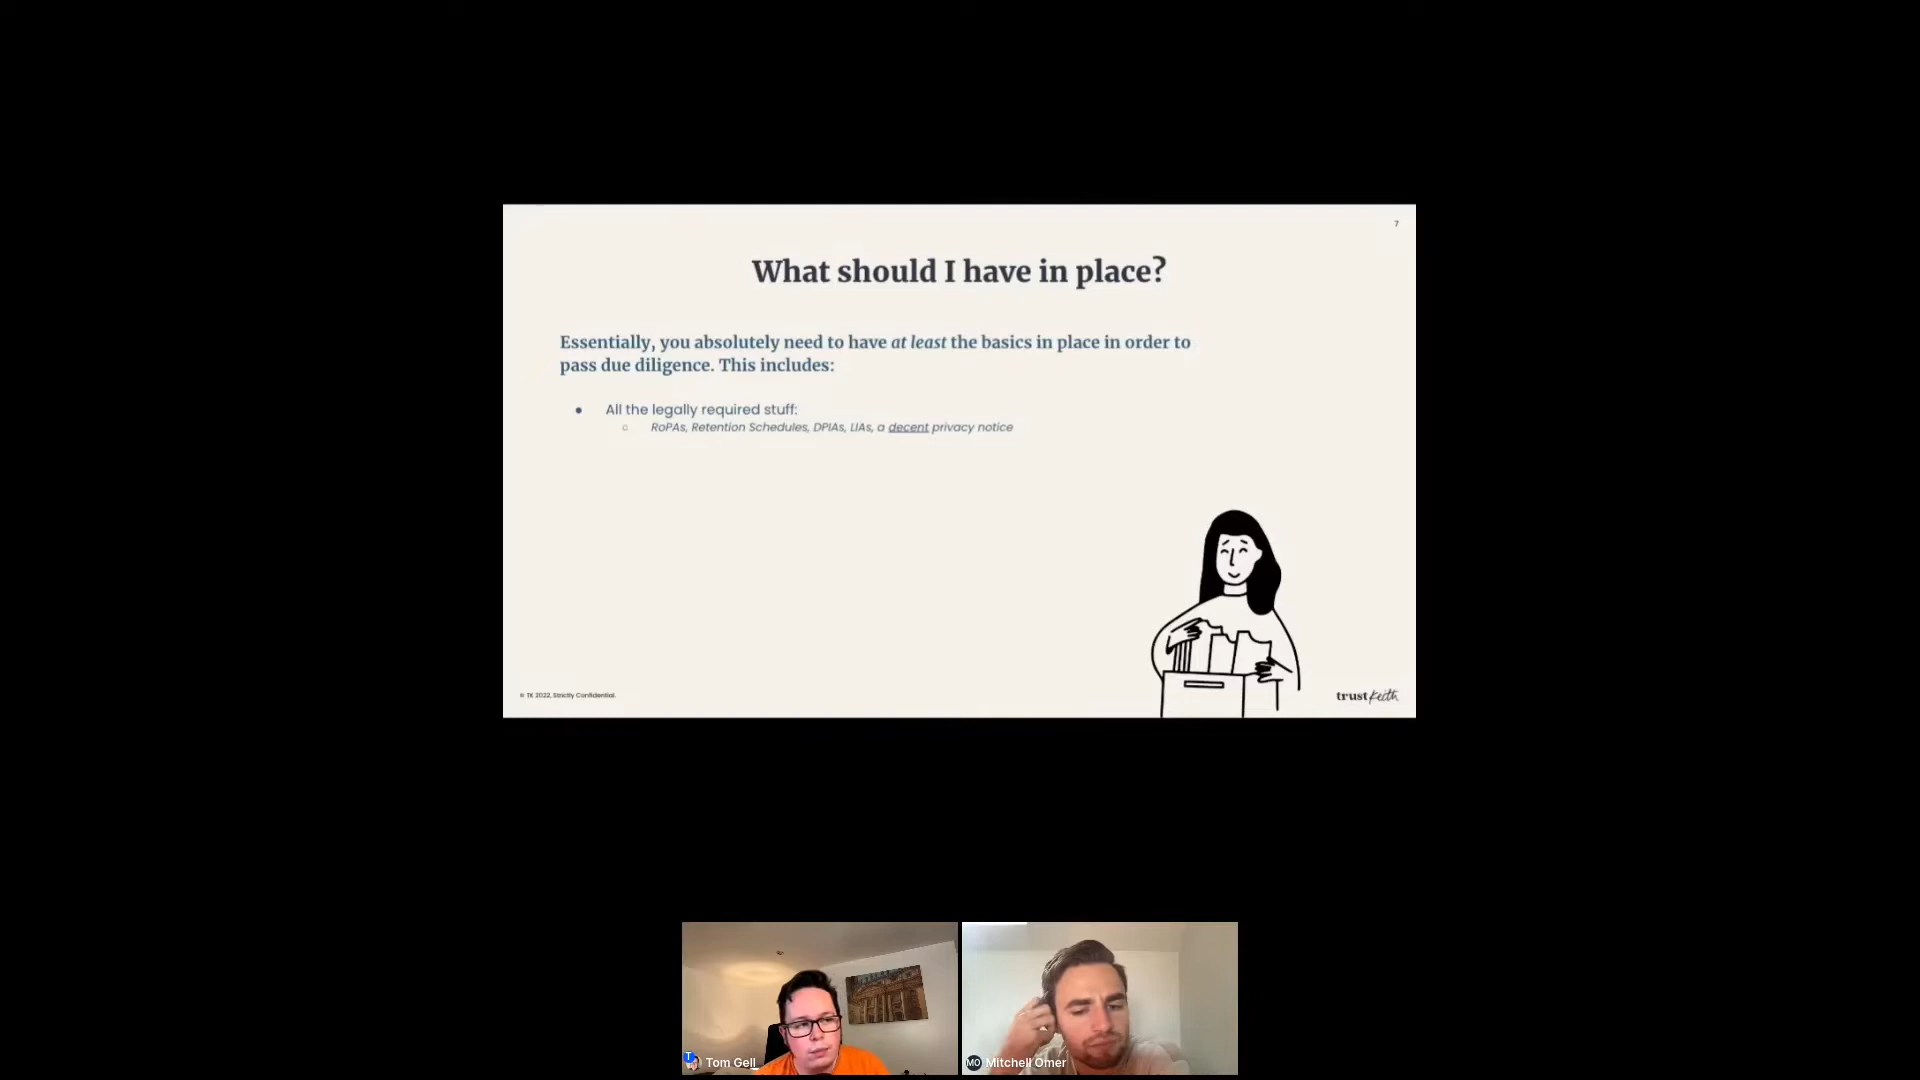 7
What should I have in place?
Essentially, you absolutely need to have at least the basics in place in order to
pass due diligence. This includes:
● All the legally required stuff:
○ RoPAs, Retention Schedules, DPIAs, LIAs, a decent privacy notice
© TK 2022, Strictly Confidential.
trust keith
T Tom Gell
MO Mitchell Omer